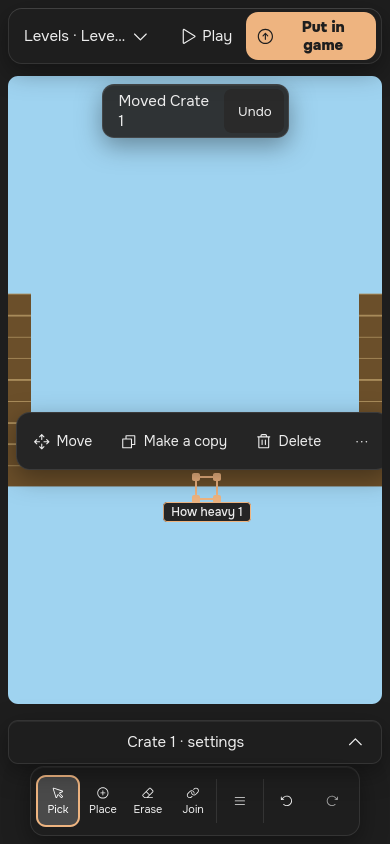 Levels · Leve...
Play
Put in
game
Moved Crate
1
Undo
Move
Make a copy
Delete
...
How heavy 1
Crate 1 · settings
Pick
Place
Erase
Join